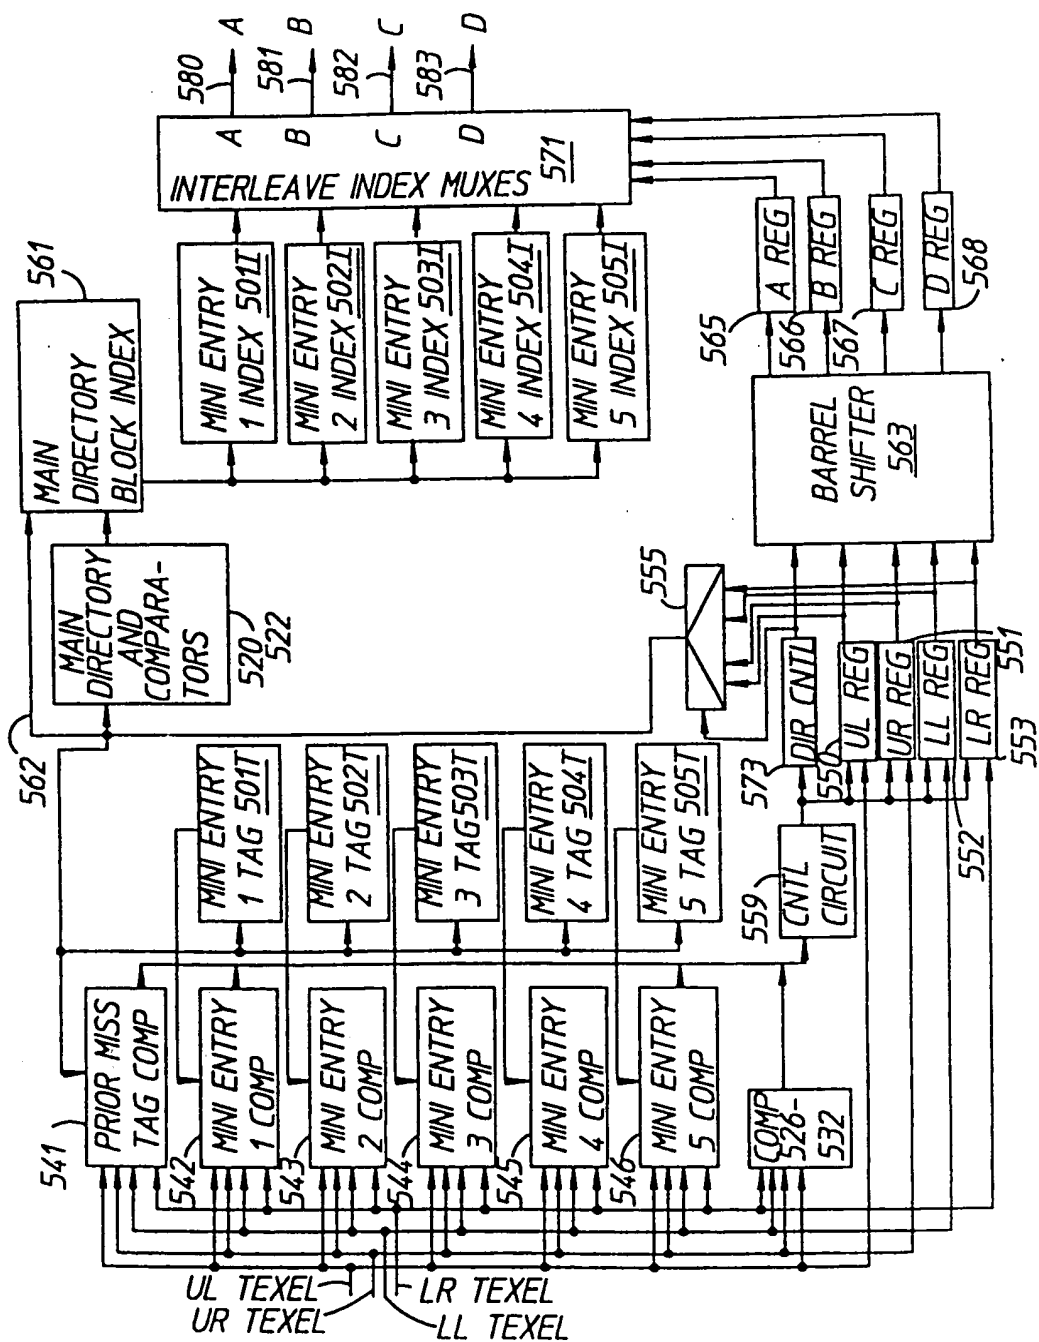 541
PRIOR MISS
TAG COMP
542
MINI ENTRY
1 COMP
543
MINI ENTRY
2 COMP
544
MINI ENTRY
3 COMP
545
MINI ENTRY
4 COMP
546
MINI ENTRY
5 COMP
COMP
526-
532
UL TEXEL
UR TEXEL
LR TEXEL
LL TEXEL
562
MINI ENTRY
1 TAG 501T
MINI ENTRY
2 TAG 502T
MINI ENTRY
3 TAG 503T
MINI ENTRY
4 TAG 504T
MINI ENTRY
5 TAG 505T
559
CNTL
CIRCUIT
MAIN
DIRECTORY
AND
COMPARA-
TORS
520
522
555
573
DIR CNTL
550
UL REG
UR REG
551
LL REG
552
LR REG
553
561
MAIN
DIRECTORY
BLOCK INDEX
MINI ENTRY
1 INDEX 501I
MINI ENTRY
2 INDEX 502I
MINI ENTRY
3 INDEX 503I
MINI ENTRY
4 INDEX 504I
MINI ENTRY
5 INDEX 505I
BARREL
SHIFTER
563
565
A REG
566
B REG
567
C REG
D REG
568
INTERLEAVE INDEX MUXES
571
A
B
C
D
580
A
581
B
582
C
583
D